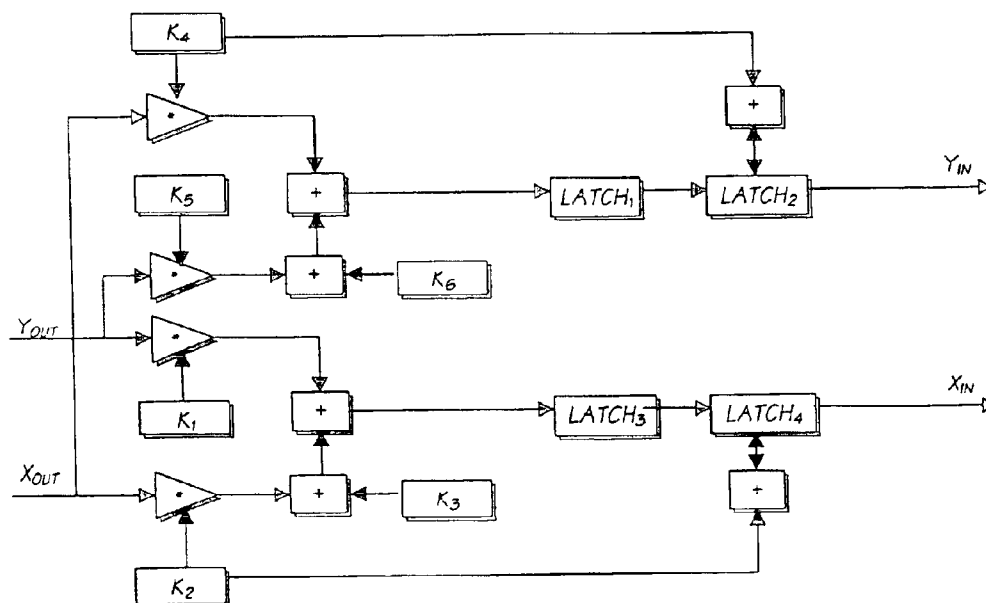 K4
+
*
K5
+
LATCH1
LATCH2
YIN
*
+
K6
YOUT
*
K1
+
LATCH3
LATCH4
XIN
XOUT
*
+
K3
+
K2